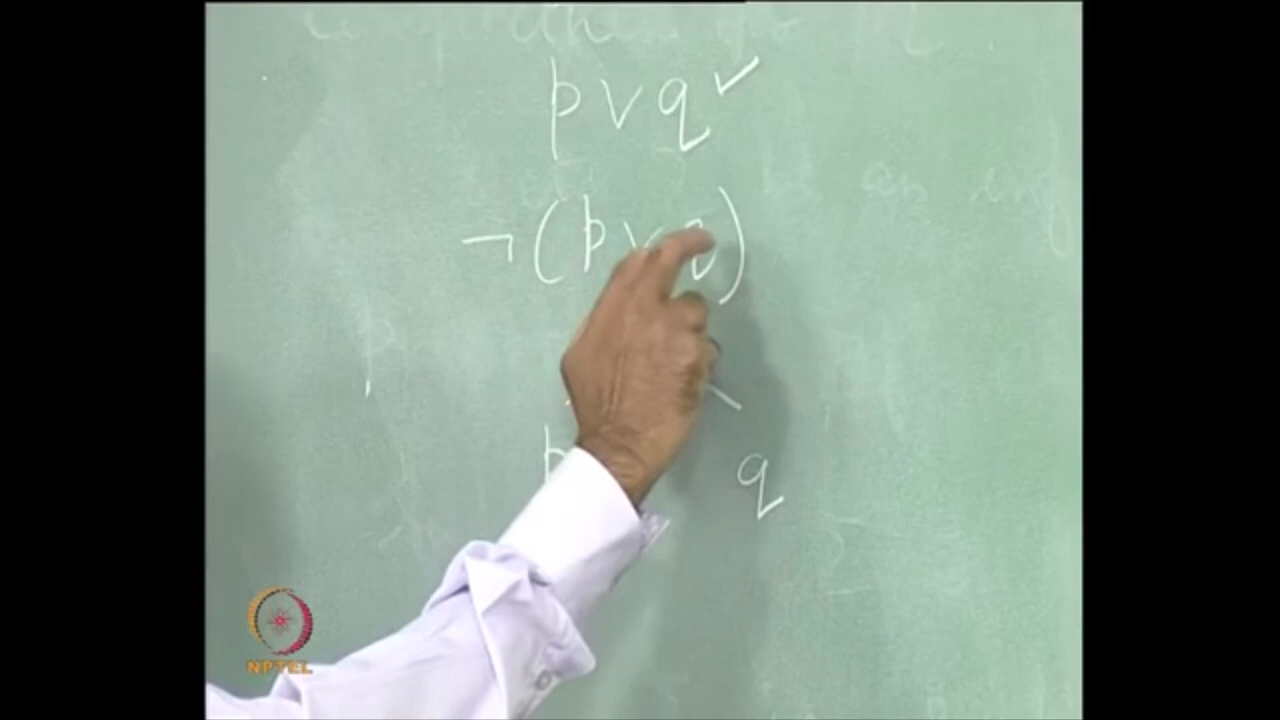 p ∨ q ✓
¬ ( p ∨ q )
p q
NPTEL